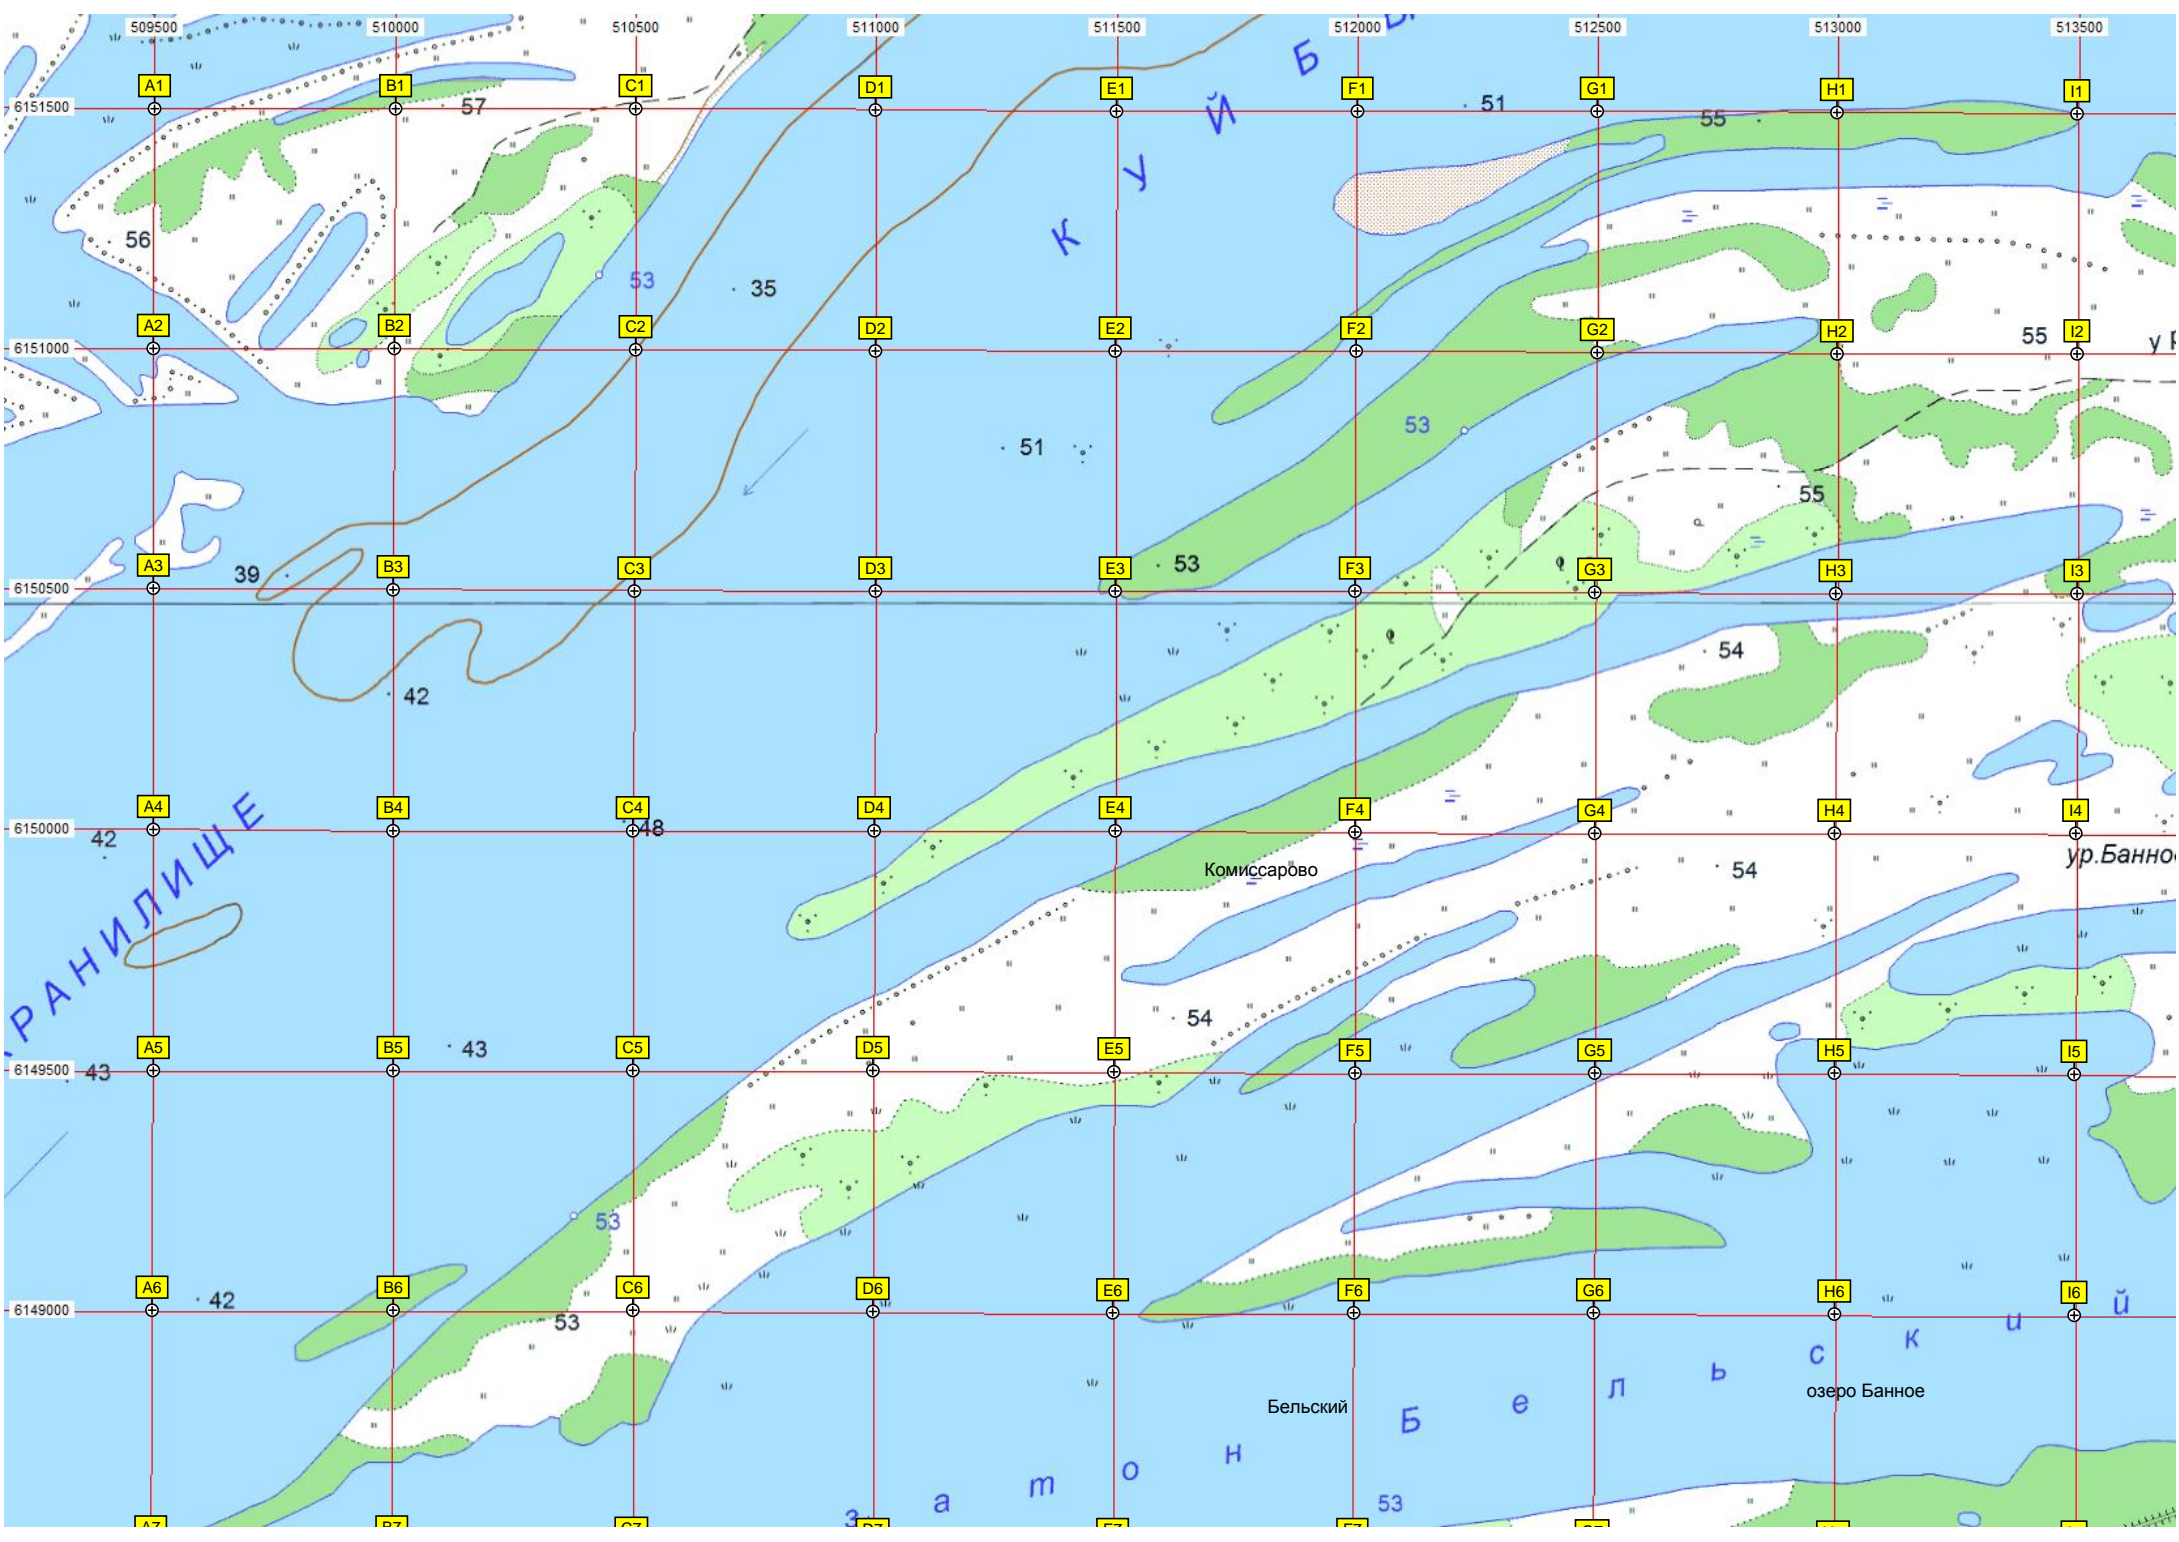 509500 510000 510500 511000 511500 512000 512500 513000 513500
Б
A1 B1 C1 D1 E1 F1 G1 H1 I1
6151500
57 51 55
Й
У
К
56
53
35
A2 B2 C2 D2 E2 F2 G2 H2 I2
6151000
55
у р
53
51
55
A3 B3 C3 D3 E3 F3 G3 H3 I3
6150500
39
53
54
42
A4 B4 C4 D4 E4 F4 G4 H4 I4
6150000
42
48
РАНИЛИЩЕ
Комиссарово
54
ур.Банно
54
A5 B5 C5 D5 E5 F5 G5 H5 I5
6149500
43
43
53
A6 B6 C6 D6 E6 F6 G6 H6 I6
6149000
42
53
затон Бельский
озеро Банное
Бельский
53